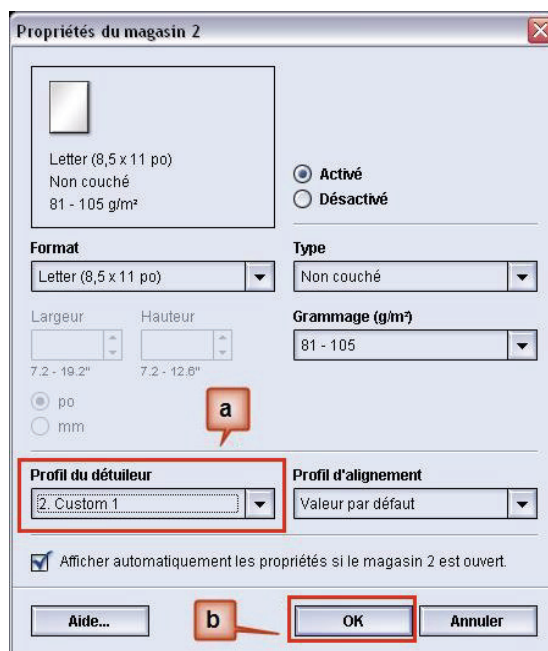 Propriétés du magasin 2
Letter (8,5 x 11 po)
Non couché
81 - 105 g/m²
Activé
Désactivé
Format
Type
Letter (8,5 x 11 po)
Non couché
Largeur
Hauteur
Grammage (g/m²)
81 - 105
7.2 - 19.2"
7.2 - 12.6"
po
mm
a
Profil du détuileur
Profil d'alignement
2. Custom 1
Valeur par défaut
Afficher automatiquement les propriétés si le magasin 2 est ouvert.
Aide...
b
OK
Annuler